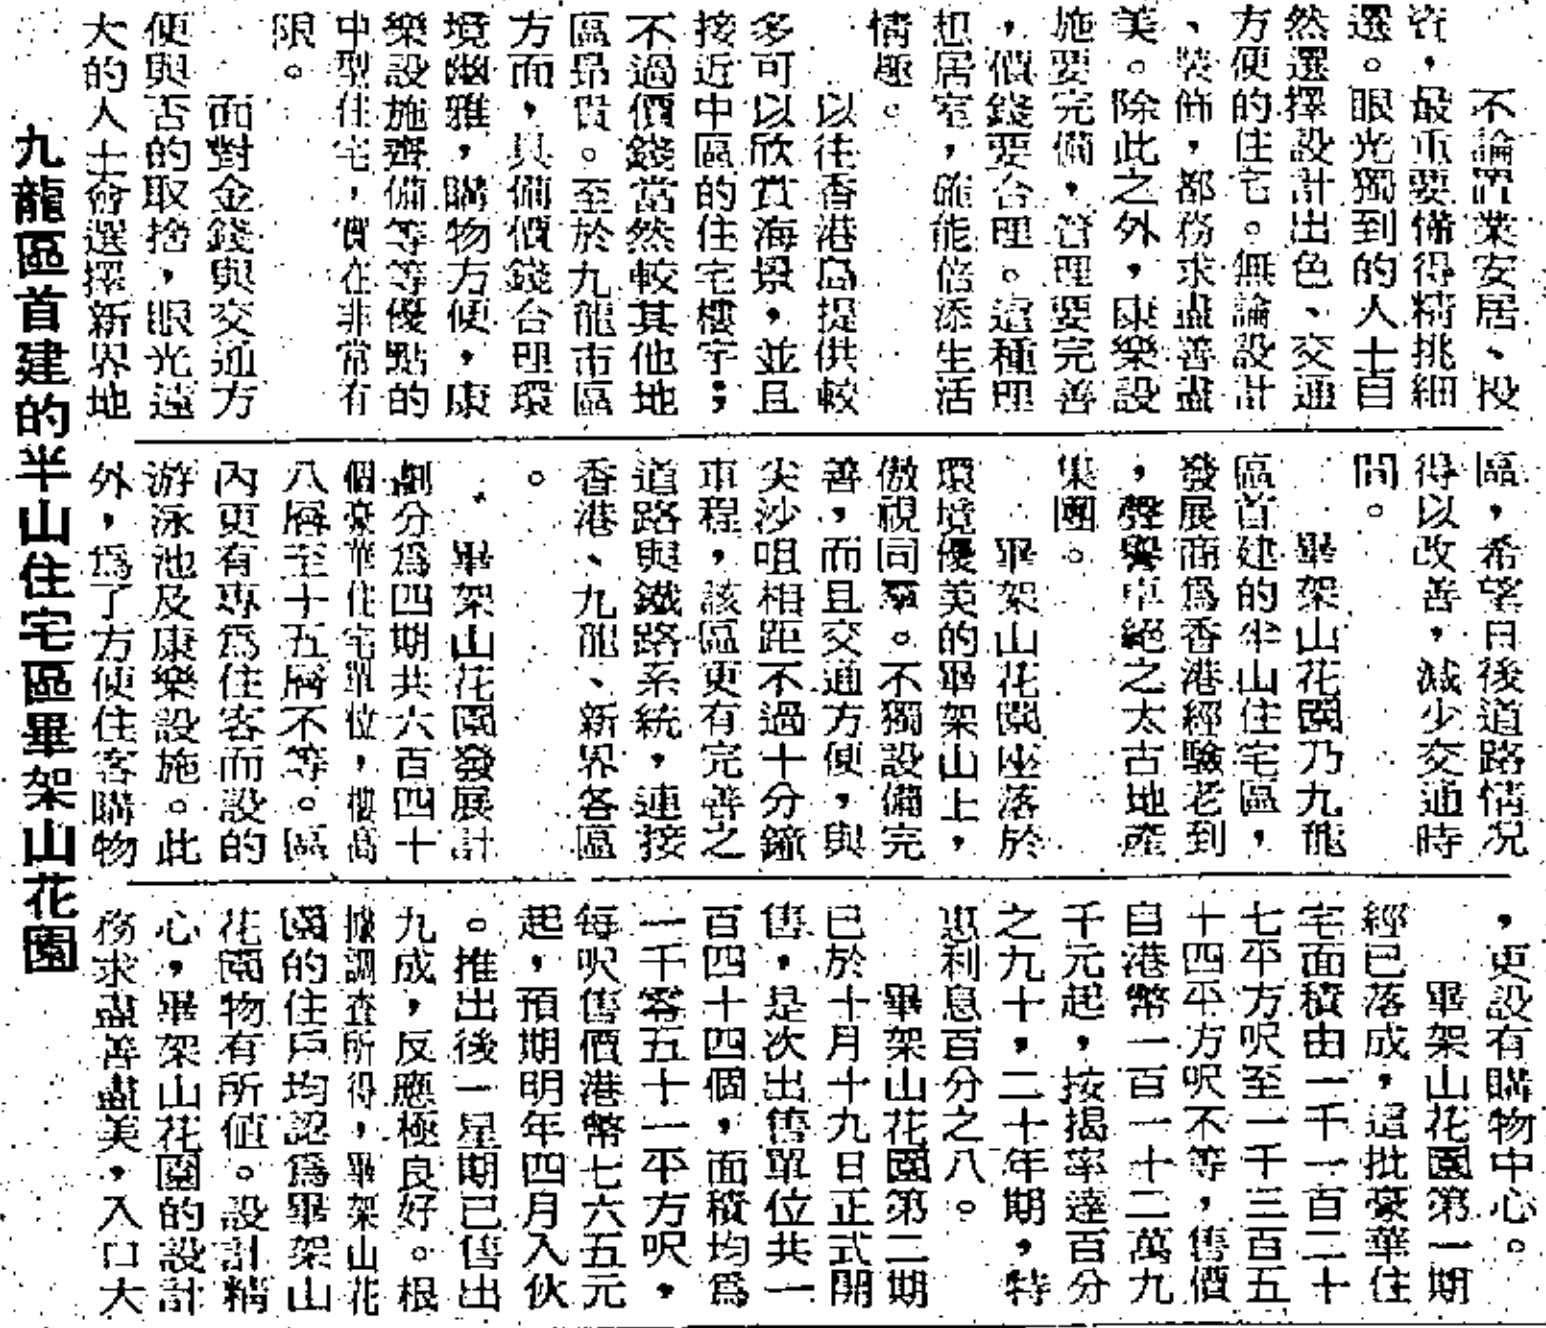 九龍區首建的半山住宅區畢架山花園
不論置業安居、投
資，最重要懂得精挑細
選。眼光獨到的人士自
然選擇設計出色、交通
方便的住宅。無論設計
、裝飾，都務求盡善盡
美。除此之外，康樂設
施要完備，管理要完善
，價錢要合理。這種理
想居室，確能倍添生活
情趣。
以往香港島提供較
多可以欣賞海景，並且
接近中區的住宅樓宇；
不過價錢當然較其他地
區昂貴。至於九龍市區
方面，具備價錢合理環
境幽雅，購物方便，康
樂設施齊備等等優點的
中型住宅，實在非常有
限。
面對金錢與交通方
便與否的取捨，眼光遠
大的人士會選擇新界地
區，希望日後道路情况
得以改善，減少交通時
間。
畢架山花園乃九龍
區首建的半山住宅區，
發展商爲香港經驗老到
，聲譽卓絕之太古地產
集團。
畢架山花園座落於
環境優美的畢架山上，
傲視同羣。不獨設備完
善，而且交通方便，與
尖沙咀相距不過十分鐘
車程，該區更有完善之
道路與鐵路系統，連接
香港、九龍、新界各區
。
畢架山花園發展計
劃分爲四期共六百四十
個豪華住宅單位，樓高
八層至十五層不等。區
內更有專爲住客而設的
游泳池及康樂設施。此
外，爲了方便住客購物
，更設有購物中心。
畢架山花園第一期
經已落成，這批豪華住
宅面積由一千一百二十
七平方呎至一千三百五
十四平方呎不等，售價
自港幣一百一十二萬九
千元起，按揭率達百分
之九十，二十年期，特
惠利息百分之八。
畢架山花園第二期
已於十月十九日正式開
售，是次出售單位共一
百四十四個，面積均爲
一千零五十一平方呎，
每呎售價港幣七六五元
起，預期明年四月入伙
。推出後一星期已售出
九成，反應極良好。根
據調查所得，畢架山花
園的住戶均認爲畢架山
花園物有所值。設計精
心，畢架山花園的設計
務求盡善盡美，入口大